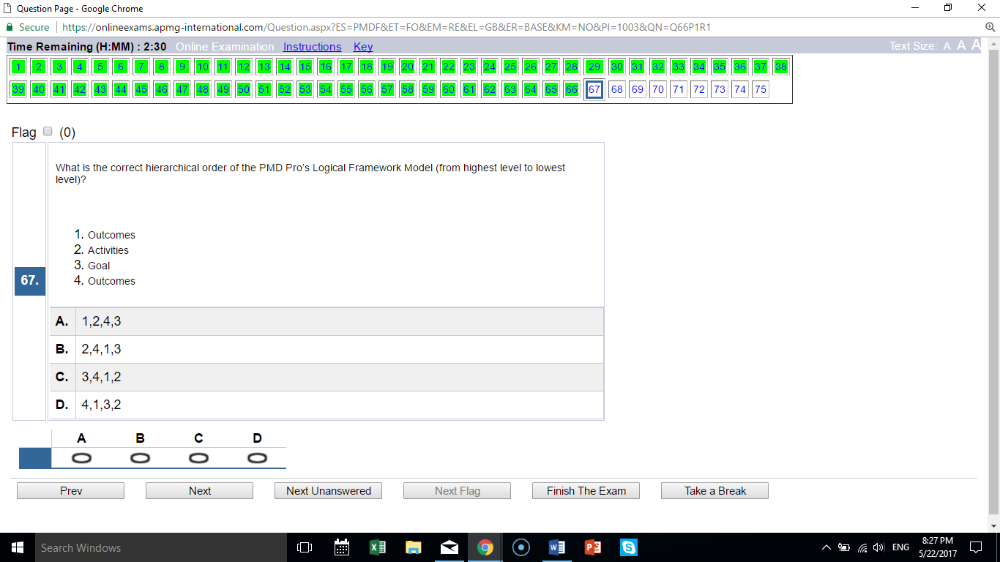 Question Page - Google Chrome
Secure | https://onlineexams.apmg-international.com/Question.aspx?ES=PMDF&ET=FO&EM=RE&EL=GB&ER=BASE&KM=NO&PI=1003&QN=Q66P1R1
Time Remaining (H:MM) : 2:30 Online Examination Instructions Key Text Size: A A A
1 2 3 4 5 6 7 8 9 10 11 12 13 14 15 16 17 18 19 20 21 22 23 24 25 26 27 28 29 30 31 32 33 34 35 36 37 38
39 40 41 42 43 44 45 46 47 48 49 50 51 52 53 54 55 56 57 58 59 60 61 62 63 64 65 66 67 68 69 70 71 72 73 74 75
Flag (0)
What is the correct hierarchical order of the PMD Pro's Logical Framework Model (from highest level to lowest
level)?
1. Outcomes
2. Activities
3. Goal
4. Outcomes
67.
A. 1,2,4,3
B. 2,4,1,3
C. 3,4,1,2
D. 4,1,3,2
A B C D
Prev Next Next Unanswered Next Flag Finish The Exam Take a Break
Search Windows
ENG
8:27 PM
5/22/2017